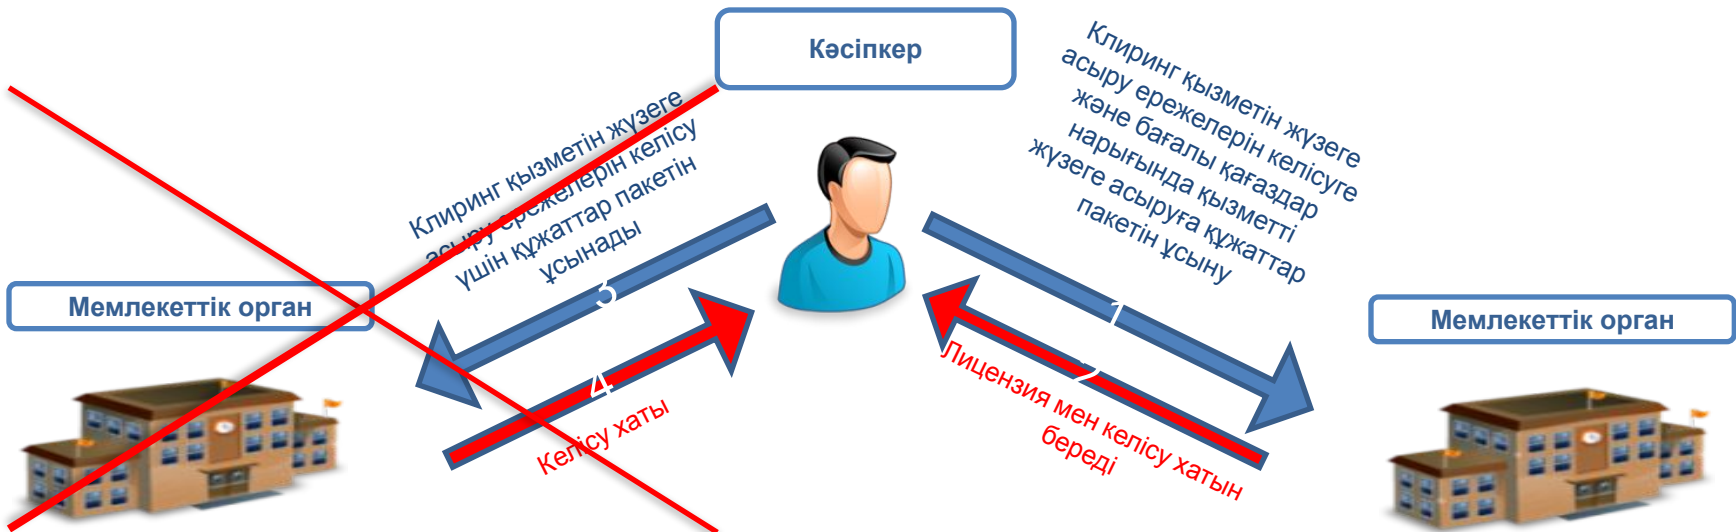 Кәсіпкер
Клиринг қызметін жүзеге
асыру ережелерін келісу
үшін құжаттар пакетін
ұсынады
Клиринг қызметін жүзеге
асыру ережелерін келісуге
және бағалы қағаздар
нарығында қызметті
жүзеге асыруға құжаттар
пакетін ұсыну
Мемлекеттік орган
Мемлекеттік орган
3
4
Келісу хаты
1
2
Лицензия мен келісу хатын
береді